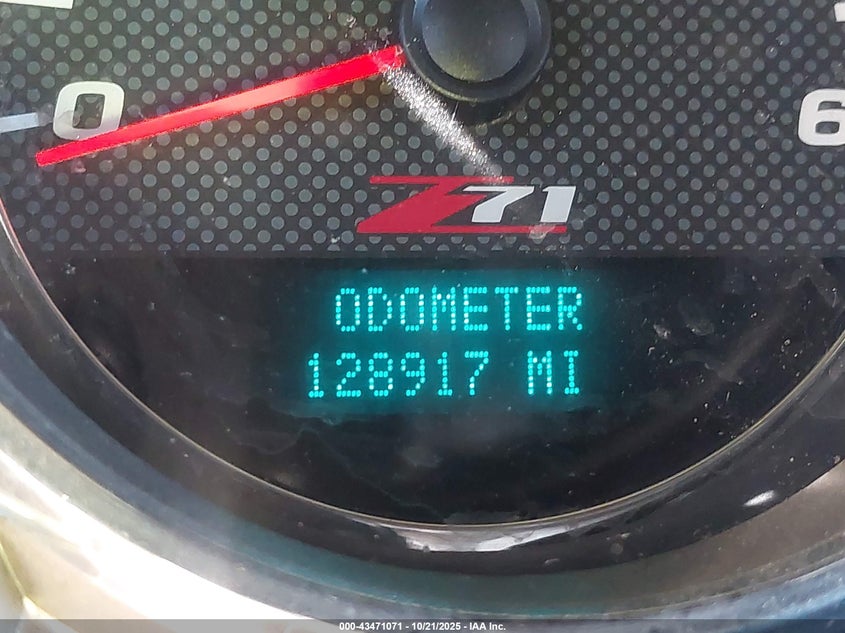 0
6
Z71
ODOMETER
128917 MI
000-43471071 - 10/21/2025 - IAA Inc.